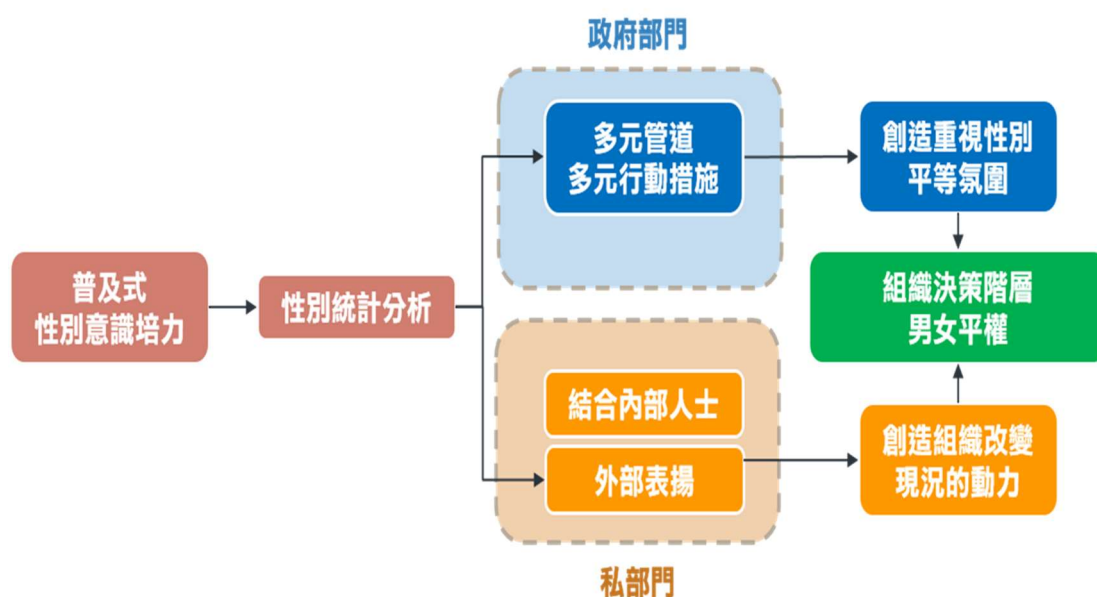 政府部門
多元管道
多元行動措施
創造重視性別
平等氛圍
普及式
性別意識培力
性別統計分析
組織決策階層
男女平權
結合內部人士
外部表揚
創造組織改變
現況的動力
私部門